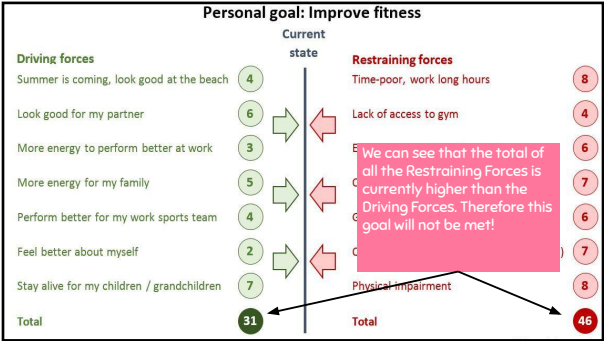 Personal goal: Improve fitness
Current
state
Driving forces
Summer is coming, look good at the beach 4
Look good for my partner 6
More energy to perform better at work 3
More energy for my family 5
Perform better for my work sports team 4
Feel better about myself 2
Stay alive for my children / grandchildren 7
Total 31
Restraining forces
Time-poor, work long hours 8
Lack of access to gym 4
E 6
7
G 6
) 7
Physical impairment 8
Total 46
We can see that the total of
all the Restraining Forces is
currently higher than the
Driving Forces. Therefore this
goal will not be met!